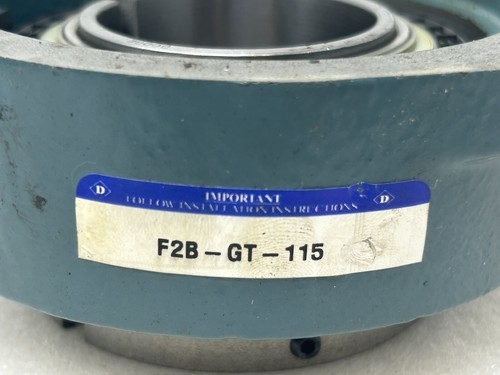 IMPORTANT
D FOLLOW INSTALLATION INSTRUCTIONS D
F2B - GT - 115